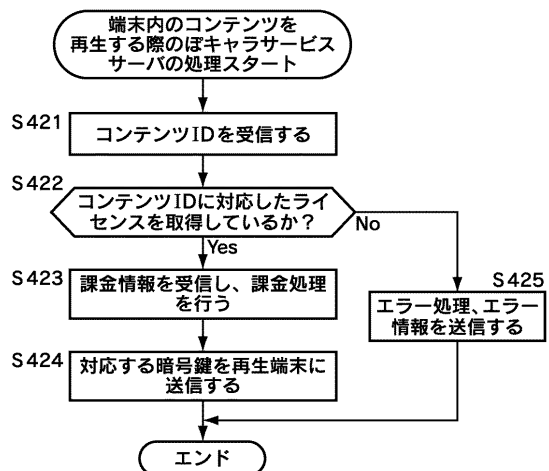 端末内のコンテンツを
再生する際のぼキャラサービス
サーバの処理スタート
S421
コンテンツIDを受信する
S422
コンテンツIDに対応したライ
センスを取得しているか？
No
Yes
S423
課金情報を受信し、課金処理
を行う
S425
エラー処理、エラー
情報を送信する
S424
対応する暗号鍵を再生端末に
送信する
エンド